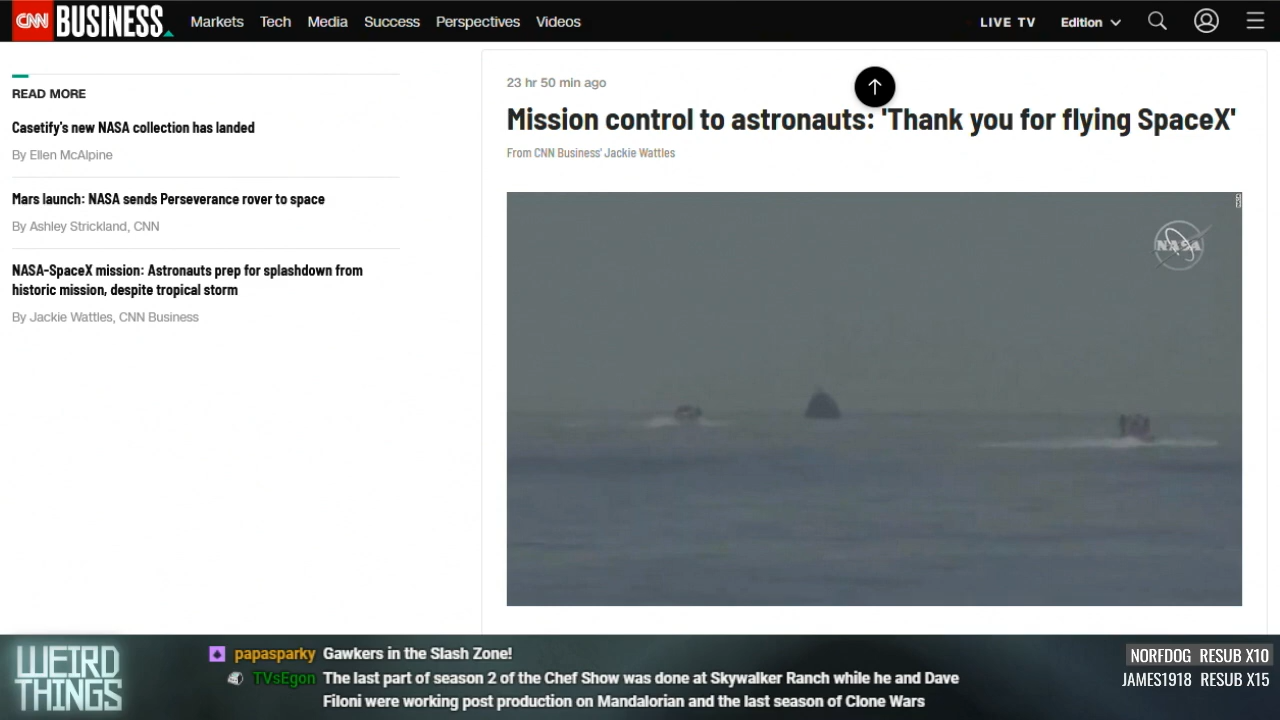 CNN BUSINESS Markets Tech Media Success Perspectives Videos LIVE TV Edition
READ MORE
Casetify's new NASA collection has landed
By Ellen McAlpine
Mars launch: NASA sends Perseverance rover to space
By Ashley Strickland, CNN
NASA-SpaceX mission: Astronauts prep for splashdown from
historic mission, despite tropical storm
By Jackie Wattles, CNN Business
23 hr 50 min ago
Mission control to astronauts: 'Thank you for flying SpaceX'
From CNN Business' Jackie Wattles
NASA
WEIRD
THINGS
papasparky Gawkers in the Slash Zone!
TVsEgon The last part of season 2 of the Chef Show was done at Skywalker Ranch while he and Dave
Filoni were working post production on Mandalorian and the last season of Clone Wars
NORFDOG RESUB X10
JAMES1918 RESUB X15